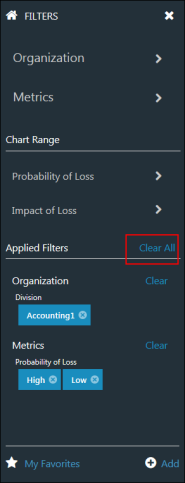 FILTERS
Organization
Metrics
Chart Range
Probability of Loss
Impact of Loss
Applied Filters Clear All
Organization Clear
Division
Accounting1
Metrics Clear
Probability of Loss
High Low
My Favorites Add